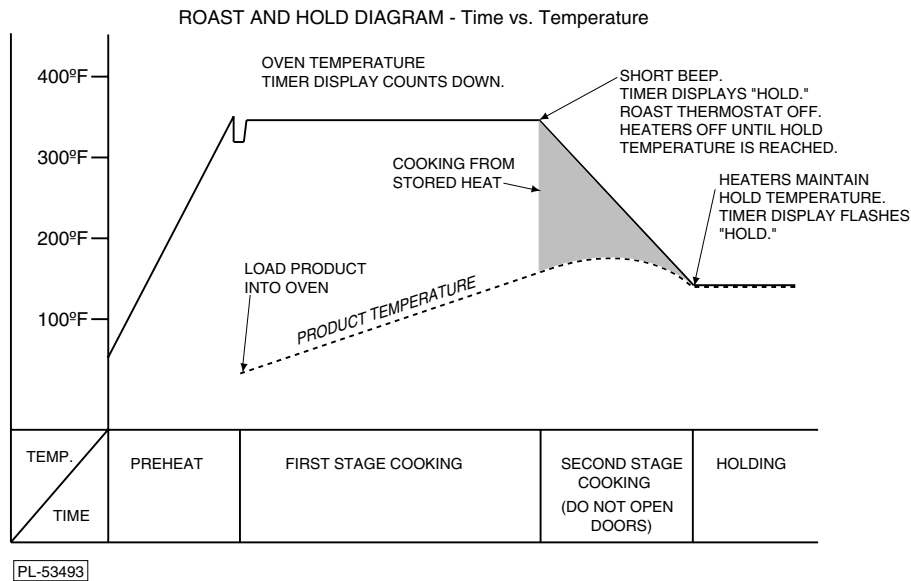 ROAST AND HOLD DIAGRAM - Time vs. Temperature
400ºF
300ºF
200ºF
100ºF
OVEN TEMPERATURE
TIMER DISPLAY COUNTS DOWN.
SHORT BEEP.
TIMER DISPLAYS "HOLD."
ROAST THERMOSTAT OFF.
HEATERS OFF UNTIL HOLD
TEMPERATURE IS REACHED.
COOKING FROM
STORED HEAT
HEATERS MAINTAIN
HOLD TEMPERATURE.
TIMER DISPLAY FLASHES
"HOLD."
LOAD PRODUCT
INTO OVEN
PRODUCT TEMPERATURE
TEMP.
TIME
PREHEAT
FIRST STAGE COOKING
SECOND STAGE
COOKING
(DO NOT OPEN
DOORS)
HOLDING
PL-53493